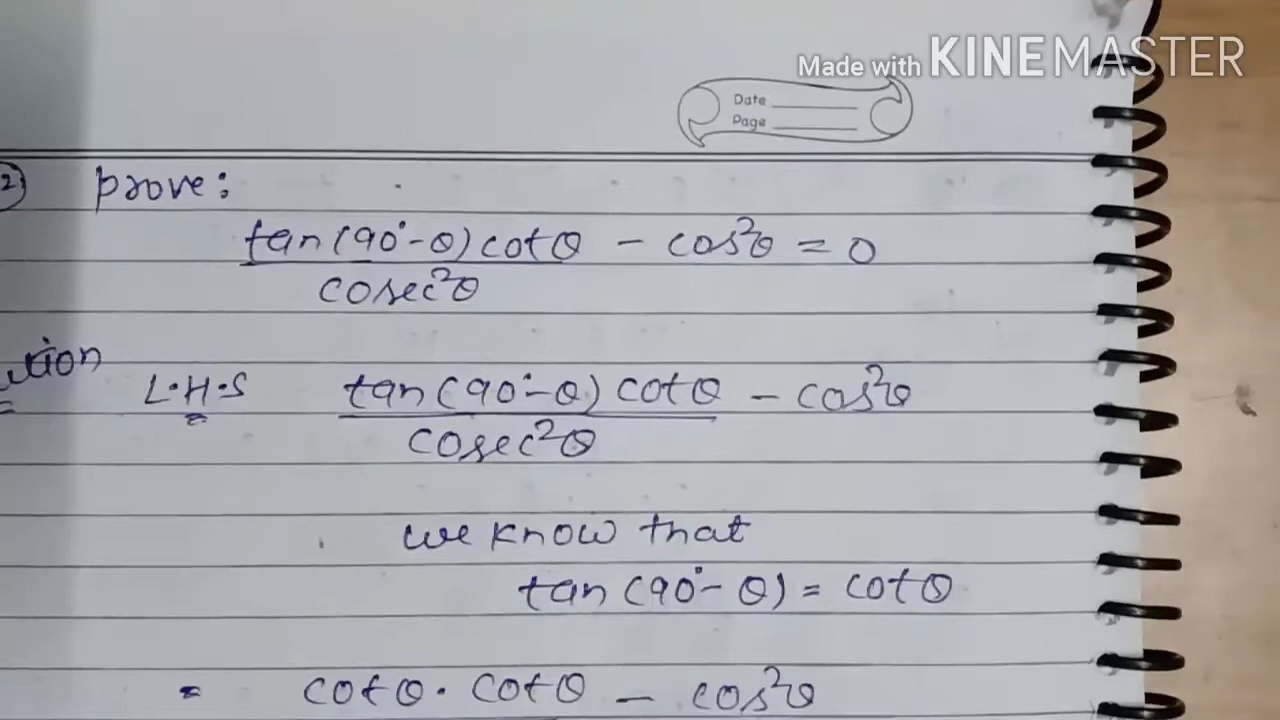 Made with KINEMASTER
Date
Page
2) Prove:
tan(90°-θ)cotθ - cos²θ = 0
cosec²θ
L.H.S tan(90°-θ) cotθ - cos²θ
cosec²θ
we know that
tan(90°-θ) = cotθ
= cotθ. cotθ - cos²θ